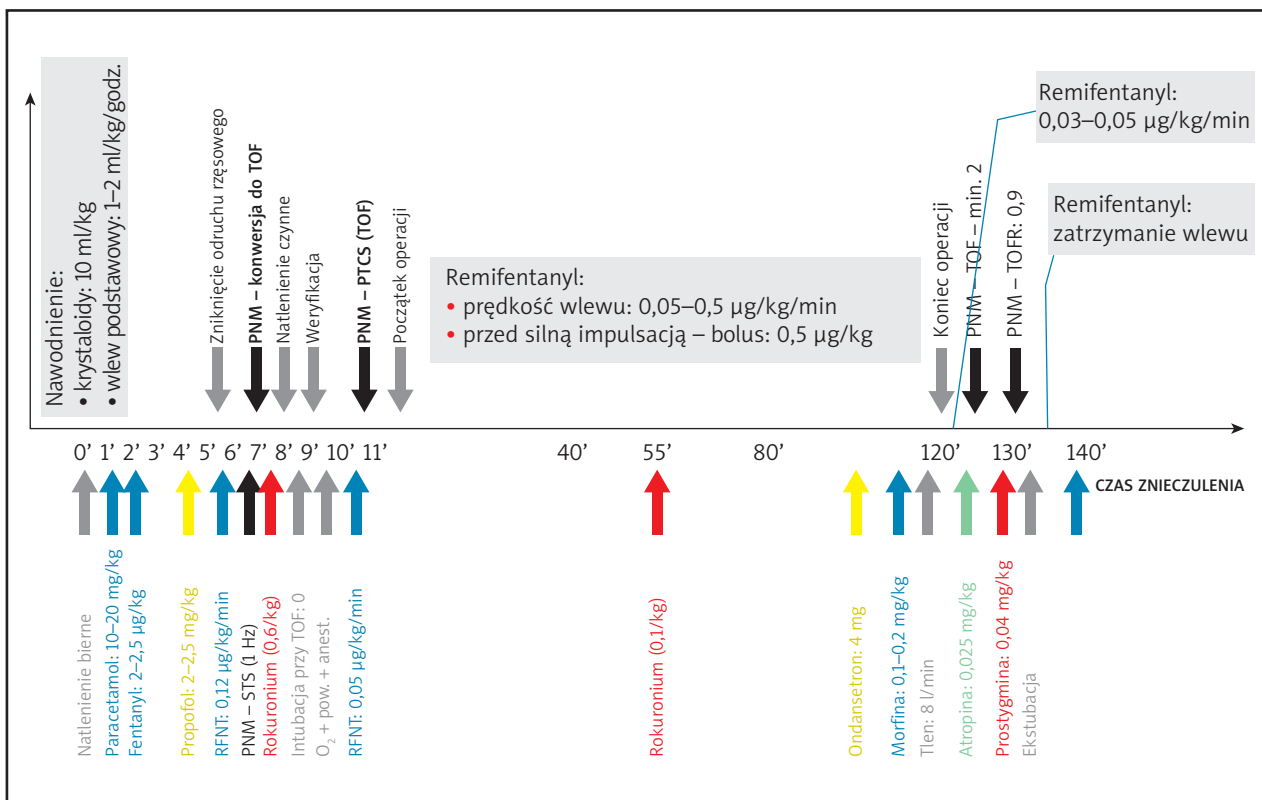 Nawodnienie:
• krystaloidy: 10 ml/kg
• wlew podstawowy: 1–2 ml/kg/godz.
Zniknięcie odruchu rzęsowego
PNM – konwersja do TOF
Natlenienie czynne
Weryfikacja
PNM – PTCS (TOF)
Początek operacji
Remifentanyl:
• prędkość wlewu: 0,05–0,5 µg/kg/min
• przed silną impulsacją – bolus: 0,5 µg/kg
Koniec operacji
PNM – TOF – min. 2
PNM – TOFR: 0,9
Remifentanyl:
0,03–0,05 µg/kg/min
Remifentanyl:
zatrzymanie wlewu
0’ 1’ 2’ 3’ 4’ 5’ 6’ 7’ 8’ 9’ 10’ 11’ 40’ 55’ 80’ 120’ 130’ 140’
CZAS ZNIECZULENIA
Natlenienie bierne
Paracetamol: 10–20 mg/kg
Fentanyl: 2–2,5 µg/kg
Propofol: 2–2,5 mg/kg
RFNT: 0,12 µg/kg/min
PNM – STS (1 Hz)
Rokuronium (0,6/kg)
Intubacja przy TOF: 0
O₂ + pow. + anest.
RFNT: 0,05 µg/kg/min
Rokuronium (0,1/kg)
Ondansetron: 4 mg
Morfina: 0,1–0,2 mg/kg
Tlen: 8 l/min
Atropina: 0,025 mg/kg
Prostygmina: 0,04 mg/kg
Ekstubacja